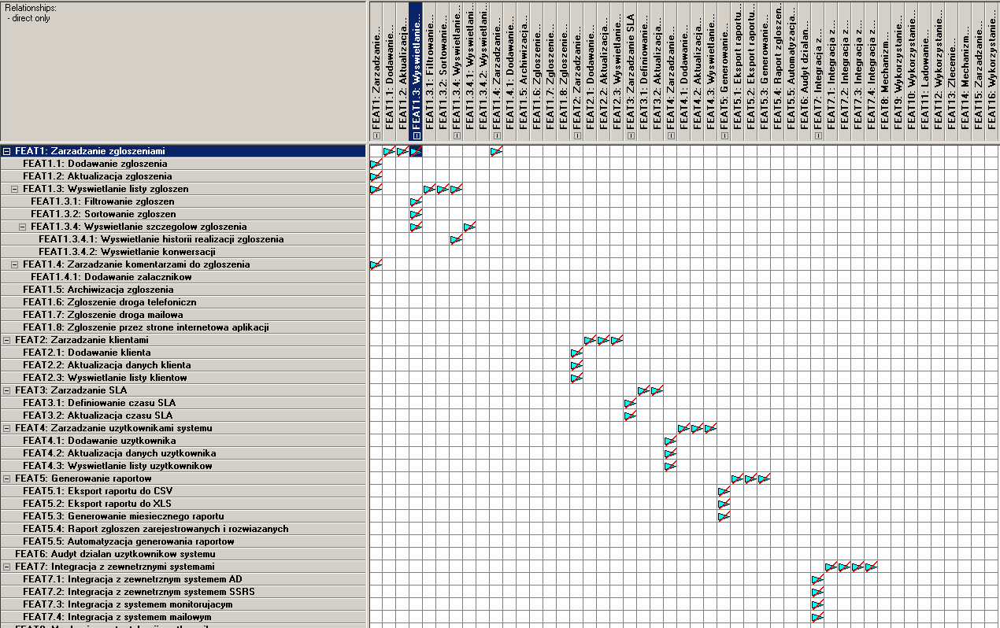 Relationships:
- direct only
FEAT1: Zarzadzanie...
FEAT1.1: Dodawanie...
FEAT1.2: Aktualizacja...
FEAT1.3: Wyswietlanie...
FEAT1.3.1: Filtrowanie...
FEAT1.3.2: Sortowanie...
FEAT1.3.4: Wyswietlanie...
FEAT1.3.4.1: Wyswietlani...
FEAT1.3.4.2: Wyswietlani...
FEAT1.4: Zarzadzanie...
FEAT1.4.1: Dodawanie...
FEAT1.5: Archiwizacja...
FEAT1.6: Zgloszenie...
FEAT1.7: Zgloszenie...
FEAT1.8: Zgloszenie...
FEAT2: Zarzadzanie...
FEAT2.1: Dodawanie...
FEAT2.2: Aktualizacja...
FEAT2.3: Wyswietlanie...
FEAT3: Zarzadzanie SLA
FEAT3.1: Definiowanie...
FEAT3.2: Aktualizacja...
FEAT4: Zarzadzanie...
FEAT4.1: Dodawanie...
FEAT4.2: Aktualizacja...
FEAT4.3: Wyswietlanie...
FEAT5: Generowanie...
FEAT5.1: Eksport raportu...
FEAT5.2: Eksport raportu...
FEAT5.3: Generowanie...
FEAT5.4: Raport zgloszen...
FEAT5.5: Automatyzacja...
FEAT6: Audyt dzialan...
FEAT7: Integracja z...
FEAT7.1: Integracja z...
FEAT7.2: Integracja z...
FEAT7.3: Integracja z...
FEAT7.4: Integracja z...
FEAT8: Mechanizm...
FEAT9: Wykorzystanie...
FEAT10: Wykorzystanie...
FEAT11: Ladowanie...
FEAT12: Wykorzystanie...
FEAT13: Zlecenie...
FEAT14: Mechanizm...
FEAT15: Zarzadzanie...
FEAT16: Wykorzystanie...
FEAT1: Zarzadzanie zgloszeniami
FEAT1.1: Dodawanie zgloszenia
FEAT1.2: Aktualizacja zgloszenia
FEAT1.3: Wyswietlanie listy zgloszen
FEAT1.3.1: Filtrowanie zgloszen
FEAT1.3.2: Sortowanie zgloszen
FEAT1.3.4: Wyswietlanie szczegolow zgloszenia
FEAT1.3.4.1: Wyswietlanie historii realizacji zgloszenia
FEAT1.3.4.2: Wyswietlanie konwersacji
FEAT1.4: Zarzadzanie komentarzami do zgloszenia
FEAT1.4.1: Dodawanie zalacznikow
FEAT1.5: Archiwizacja zgloszenia
FEAT1.6: Zgloszenie droga telefoniczn
FEAT1.7: Zgloszenie droga mailowa
FEAT1.8: Zgloszenie przez strone internetowa aplikacji
FEAT2: Zarzadzanie klientami
FEAT2.1: Dodawanie klienta
FEAT2.2: Aktualizacja danych klienta
FEAT2.3: Wyswietlanie listy klientow
FEAT3: Zarzadzanie SLA
FEAT3.1: Definiowanie czasu SLA
FEAT3.2: Aktualizacja czasu SLA
FEAT4: Zarzadzanie uzytkownikami systemu
FEAT4.1: Dodawanie uzytkownika
FEAT4.2: Aktualizacja danych uzytkownika
FEAT4.3: Wyswietlanie listy uzytkownikow
FEAT5: Generowanie raportow
FEAT5.1: Eksport raportu do CSV
FEAT5.2: Eksport raportu do XLS
FEAT5.3: Generowanie miesiecznego raportu
FEAT5.4: Raport zgloszen zarejestrowanych i rozwiazanych
FEAT5.5: Automatyzacja generowania raportow
FEAT6: Audyt dzialan uzytkownikow systemu
FEAT7: Integracja z zewnetrznymi systemami
FEAT7.1: Integracja z zewnetrznym systemem AD
FEAT7.2: Integracja z zewnetrznym systemem SSRS
FEAT7.3: Integracja z systemem monitorujacym
FEAT7.4: Integracja z systemem mailowym